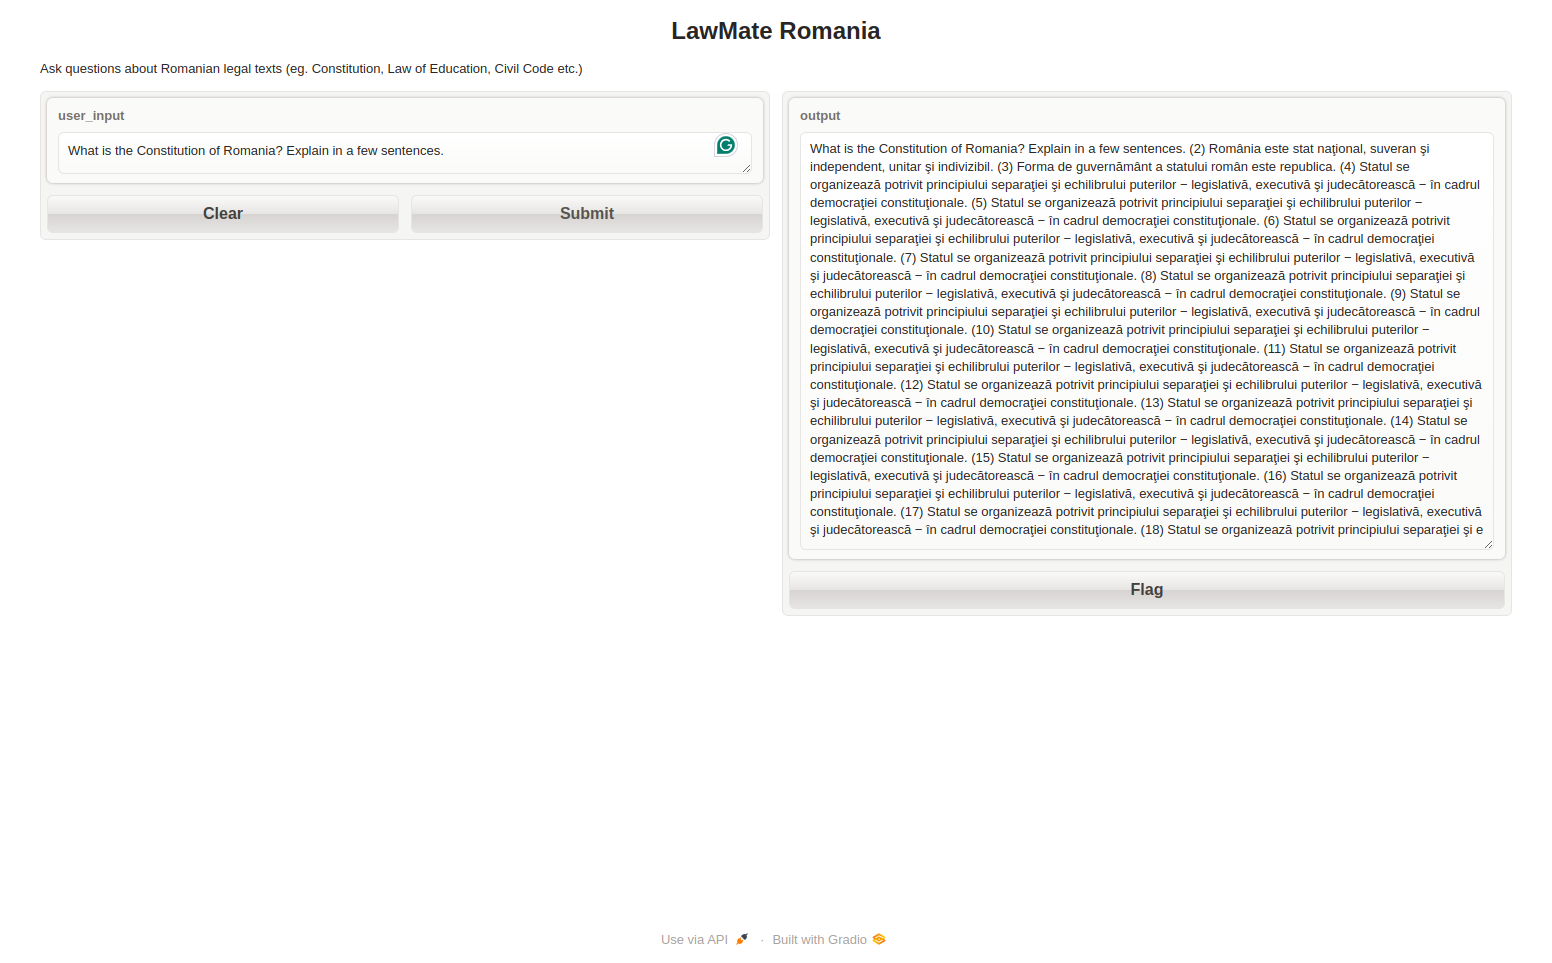 LawMate Romania
Ask questions about Romanian legal texts (eg. Constitution, Law of Education, Civil Code etc.)
user_input
What is the Constitution of Romania? Explain in a few sentences.
Clear
Submit
output
What is the Constitution of Romania? Explain in a few sentences. (2) România este stat naţional, suveran şi
independent, unitar şi indivizibil. (3) Forma de guvernământ a statului român este republica. (4) Statul se
organizează potrivit principiului separaţiei şi echilibrului puterilor − legislativă, executivă şi judecătorească − în cadrul
democraţiei constituţionale. (5) Statul se organizează potrivit principiului separaţiei şi echilibrului puterilor −
legislativă, executivă şi judecătorească − în cadrul democraţiei constituţionale. (6) Statul se organizează potrivit
principiului separaţiei şi echilibrului puterilor − legislativă, executivă şi judecătorească − în cadrul democraţiei
constituţionale. (7) Statul se organizează potrivit principiului separaţiei şi echilibrului puterilor − legislativă, executivă
şi judecătorească − în cadrul democraţiei constituţionale. (8) Statul se organizează potrivit principiului separaţiei şi
echilibrului puterilor − legislativă, executivă şi judecătorească − în cadrul democraţiei constituţionale. (9) Statul se
organizează potrivit principiului separaţiei şi echilibrului puterilor − legislativă, executivă şi judecătorească − în cadrul
democraţiei constituţionale. (10) Statul se organizează potrivit principiului separaţiei şi echilibrului puterilor −
legislativă, executivă şi judecătorească − în cadrul democraţiei constituţionale. (11) Statul se organizează potrivit
principiului separaţiei şi echilibrului puterilor − legislativă, executivă şi judecătorească − în cadrul democraţiei
constituţionale. (12) Statul se organizează potrivit principiului separaţiei şi echilibrului puterilor − legislativă, executivă
şi judecătorească − în cadrul democraţiei constituţionale. (13) Statul se organizează potrivit principiului separaţiei şi
echilibrului puterilor − legislativă, executivă şi judecătorească − în cadrul democraţiei constituţionale. (14) Statul se
organizează potrivit principiului separaţiei şi echilibrului puterilor − legislativă, executivă şi judecătorească − în cadrul
democraţiei constituţionale. (15) Statul se organizează potrivit principiului separaţiei şi echilibrului puterilor −
legislativă, executivă şi judecătorească − în cadrul democraţiei constituţionale. (16) Statul se organizează potrivit
principiului separaţiei şi echilibrului puterilor − legislativă, executivă şi judecătorească − în cadrul democraţiei
constituţionale. (17) Statul se organizează potrivit principiului separaţiei şi echilibrului puterilor − legislativă, executivă
şi judecătorească − în cadrul democraţiei constituţionale. (18) Statul se organizează potrivit principiului separaţiei şi e
Flag
Use via API · Built with Gradio